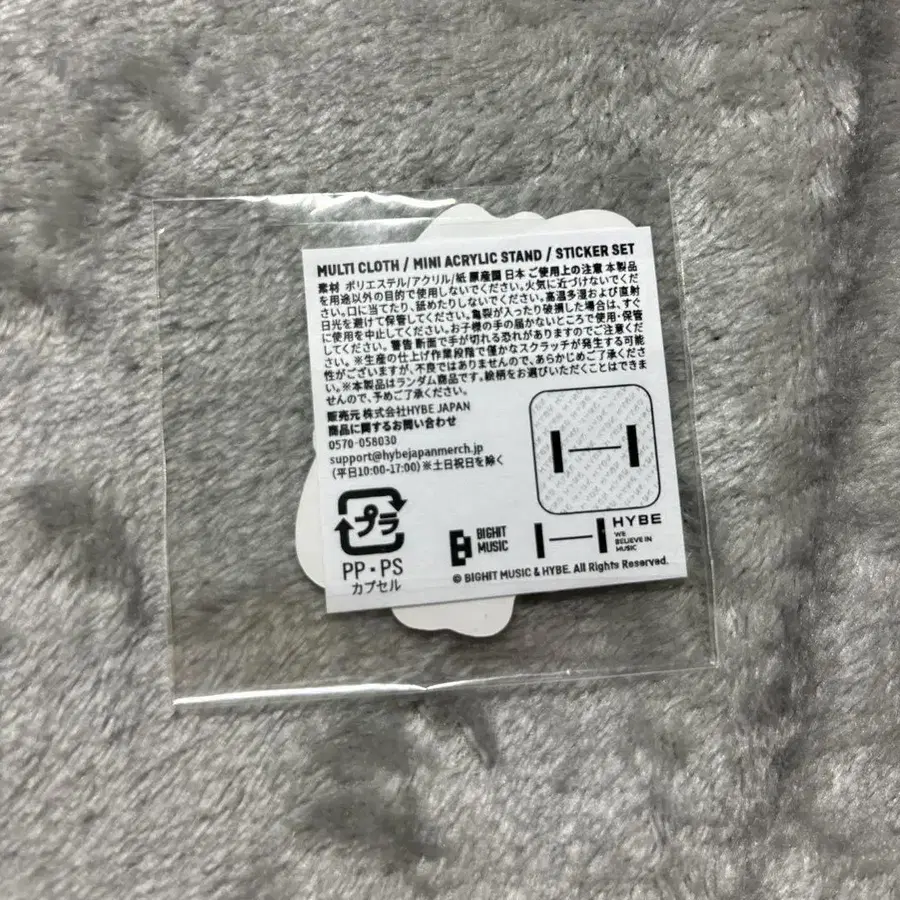 MULTI CLOTH / MINI ACRYLIC STAND / STICKER SET
素材 ポリエステル/アクリル/紙 原産国 日本 ご使用上の注意 本製品
を用途以外の目的で使用しないでください。火気に近づけないでくだ
さい。口に当てたり、舐めたりしないでください。高温多湿および直射
日光を避けて保管してください。亀裂が入ったり破損した場合は、すぐ
に使用を中止してください。お子様の手の届かないところで使用・保管
してください。警告 断面で手が切れる恐れがありますのでご注意くだ
さい。※生産の仕上げ作業段階で僅かなスクラッチが発生する可能
性がございますが、不良ではありませんので、あらかじめご了承くださ
い。※本製品はランダム商品です。絵柄をお選びいただくことはできま
せんので、予めご了承ください。
販売元 株式会社HYBE JAPAN
商品に関するお問い合わせ
0570-058030
support@hybejapanmerch.jp
(平日10:00-17:00)※土日祝日を除く
プラ
PP・PS
カプセル
BIGHIT
MUSIC
HYBE
WE
BELIEVE IN
MUSIC
© BIGHIT MUSIC & HYBE. All Rights Reserved.